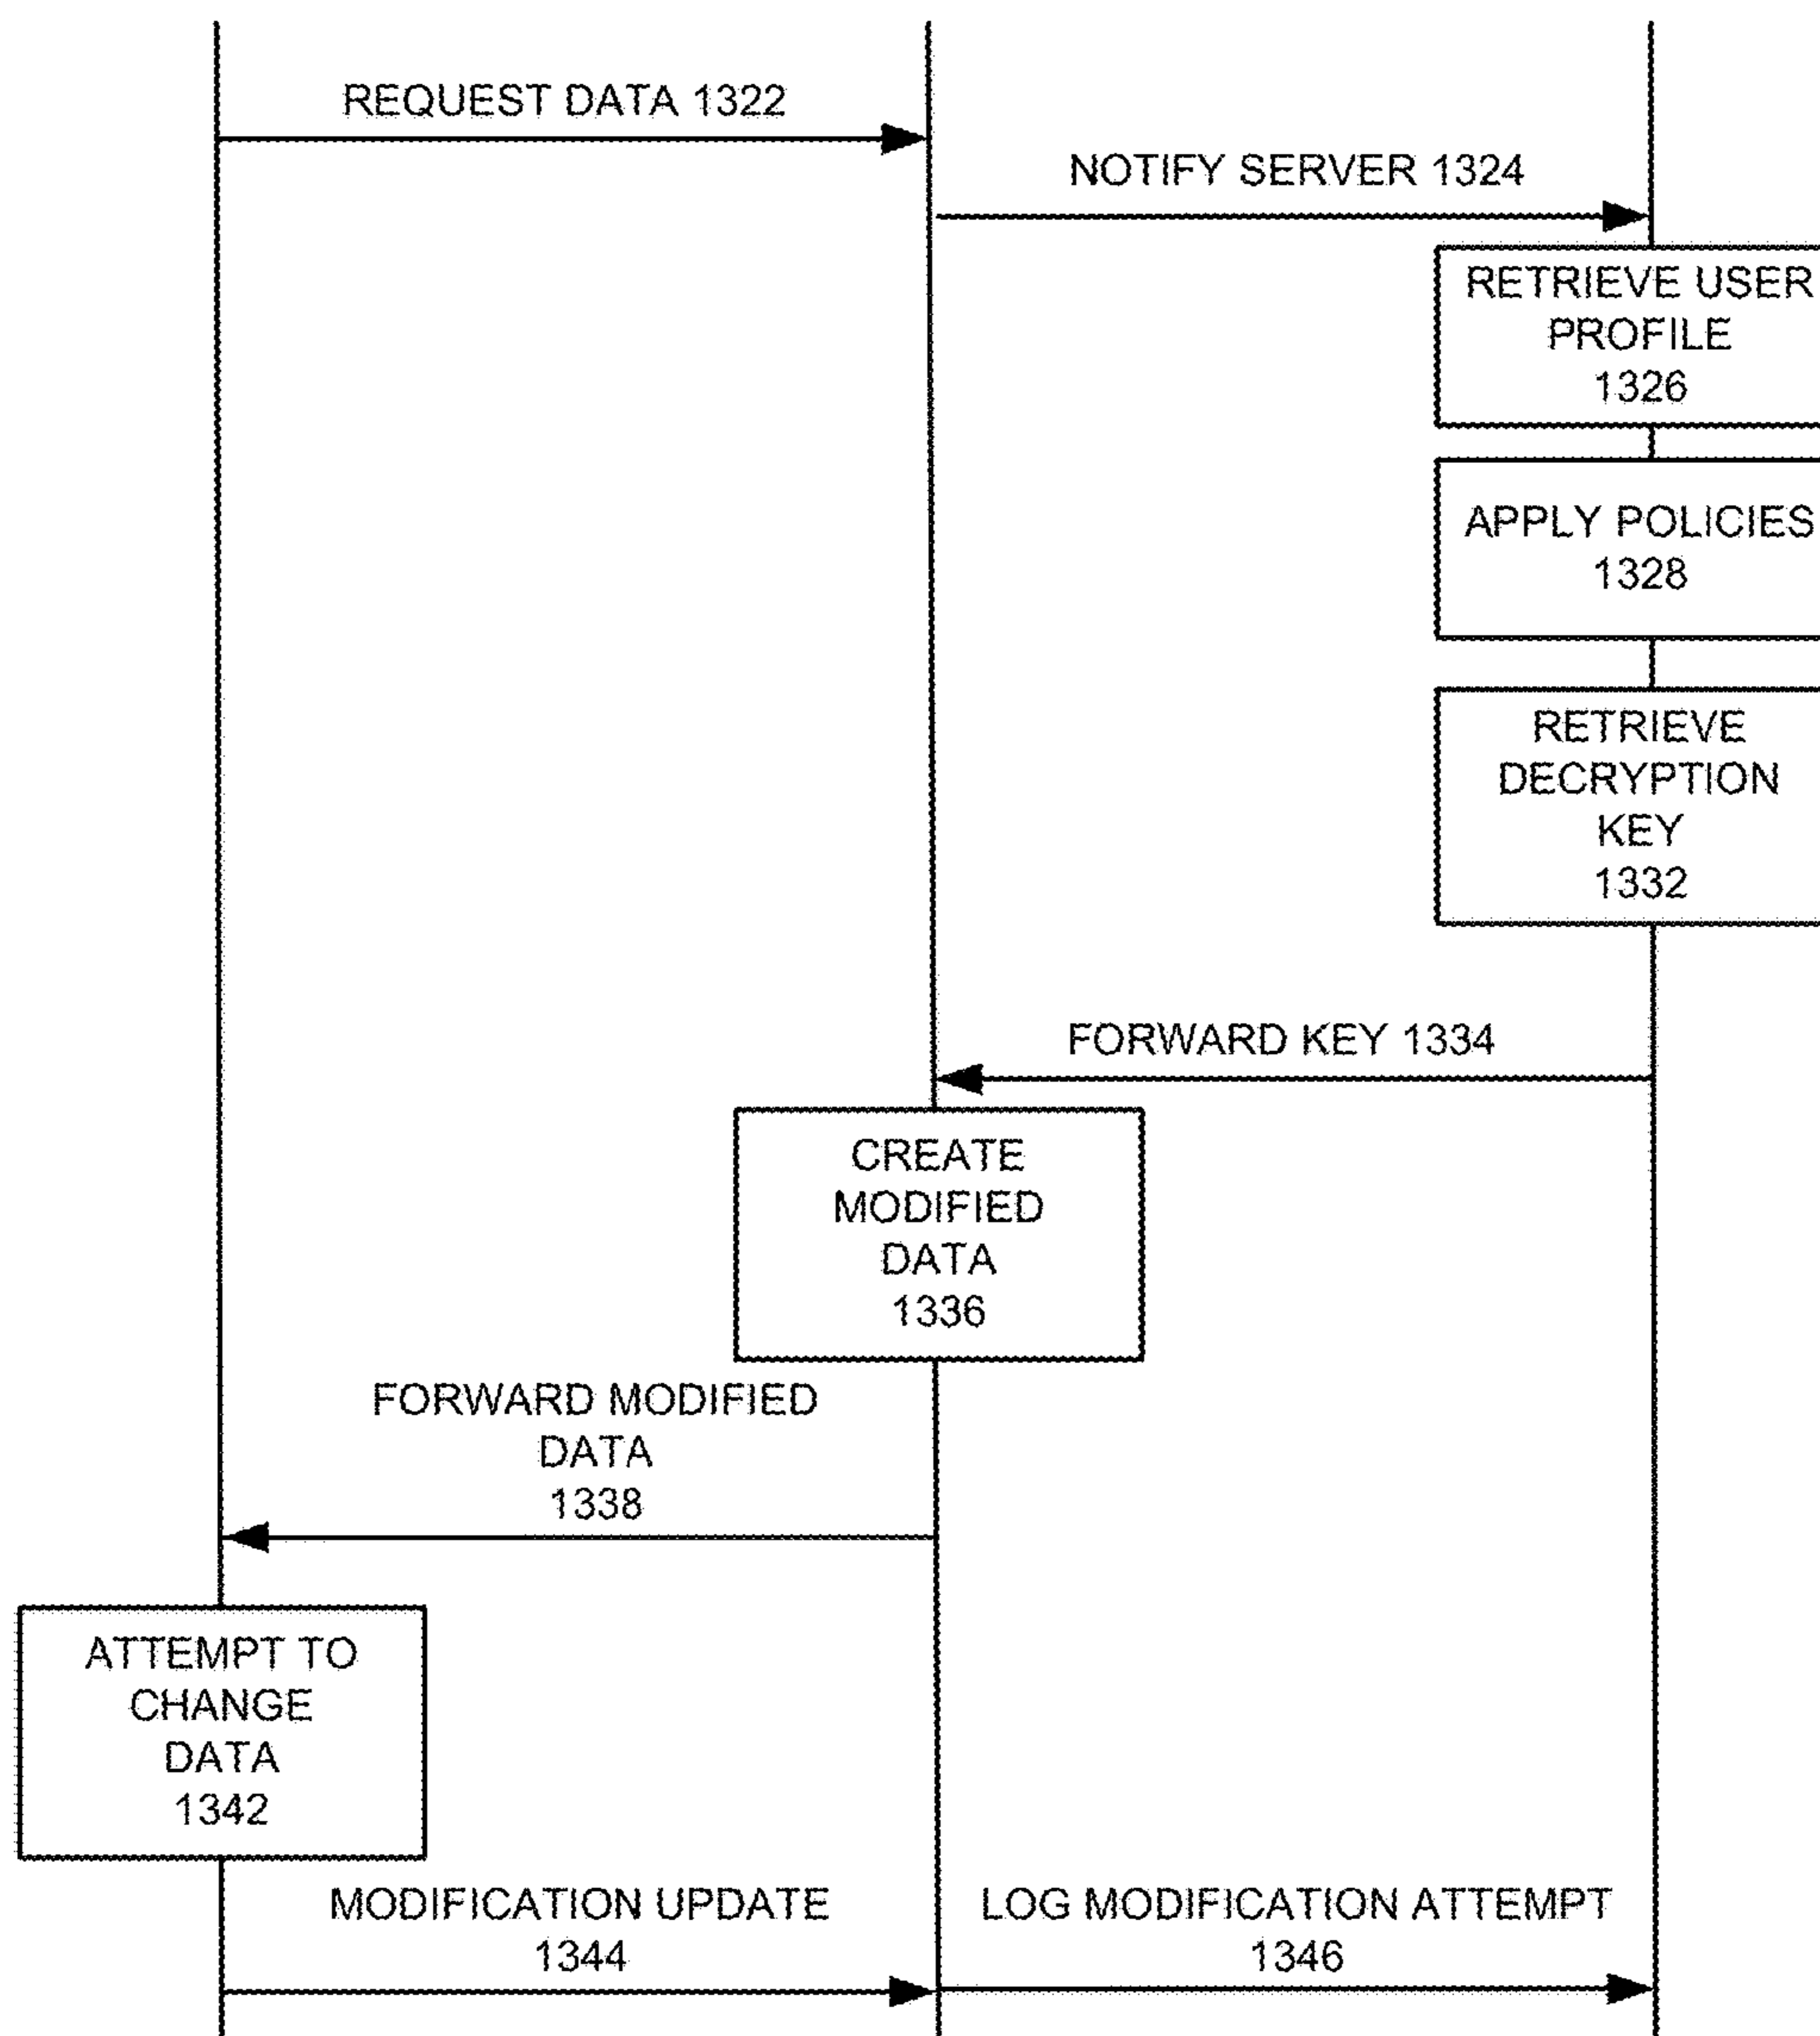 REQUEST DATA 1322
NOTIFY SERVER 1324
RETRIEVE USER
PROFILE
1326
APPLY POLICIES
1328
RETRIEVE
DECRYPTION
KEY
1332
FORWARD KEY 1334
CREATE
MODIFIED
DATA
1336
FORWARD MODIFIED
DATA
1338
ATTEMPT TO
CHANGE
DATA
1342
MODIFICATION UPDATE
1344
LOG MODIFICATION ATTEMPT
1346